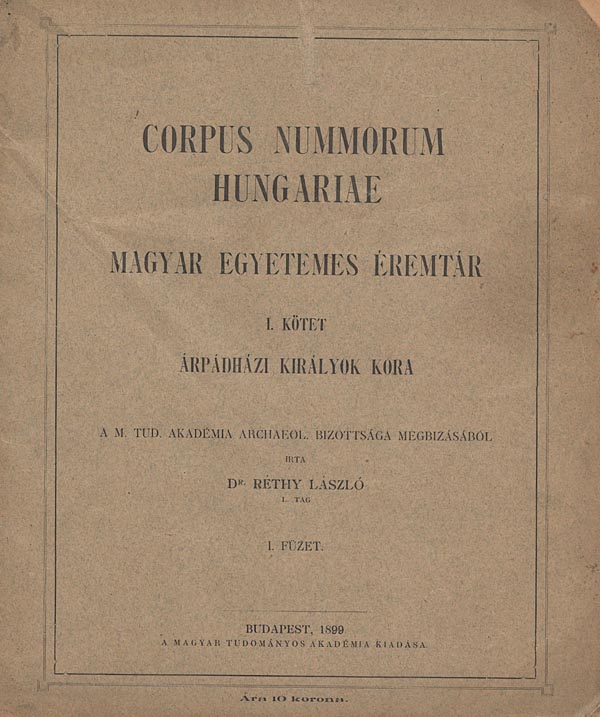 CORPUS NUMMORUM
HUNGARIAE
MAGYAR EGYETEMES ÉREMTÁR
I. KÖTET
ÁRPÁDHÁZI KIRÁLYOK KORA
A M. TUD. AKADÉMIA ARCHAEOL. BIZOTTSÁGA MEGBIZÁSÁBÓL
IRTA
DR. RÉTHY LÁSZLÓ
L. TAG
I. FÜZET.
BUDAPEST, 1899
A MAGYAR TUDOMÁNYOS AKADÉMIA KIADÁSA.
Ára 10 korona.